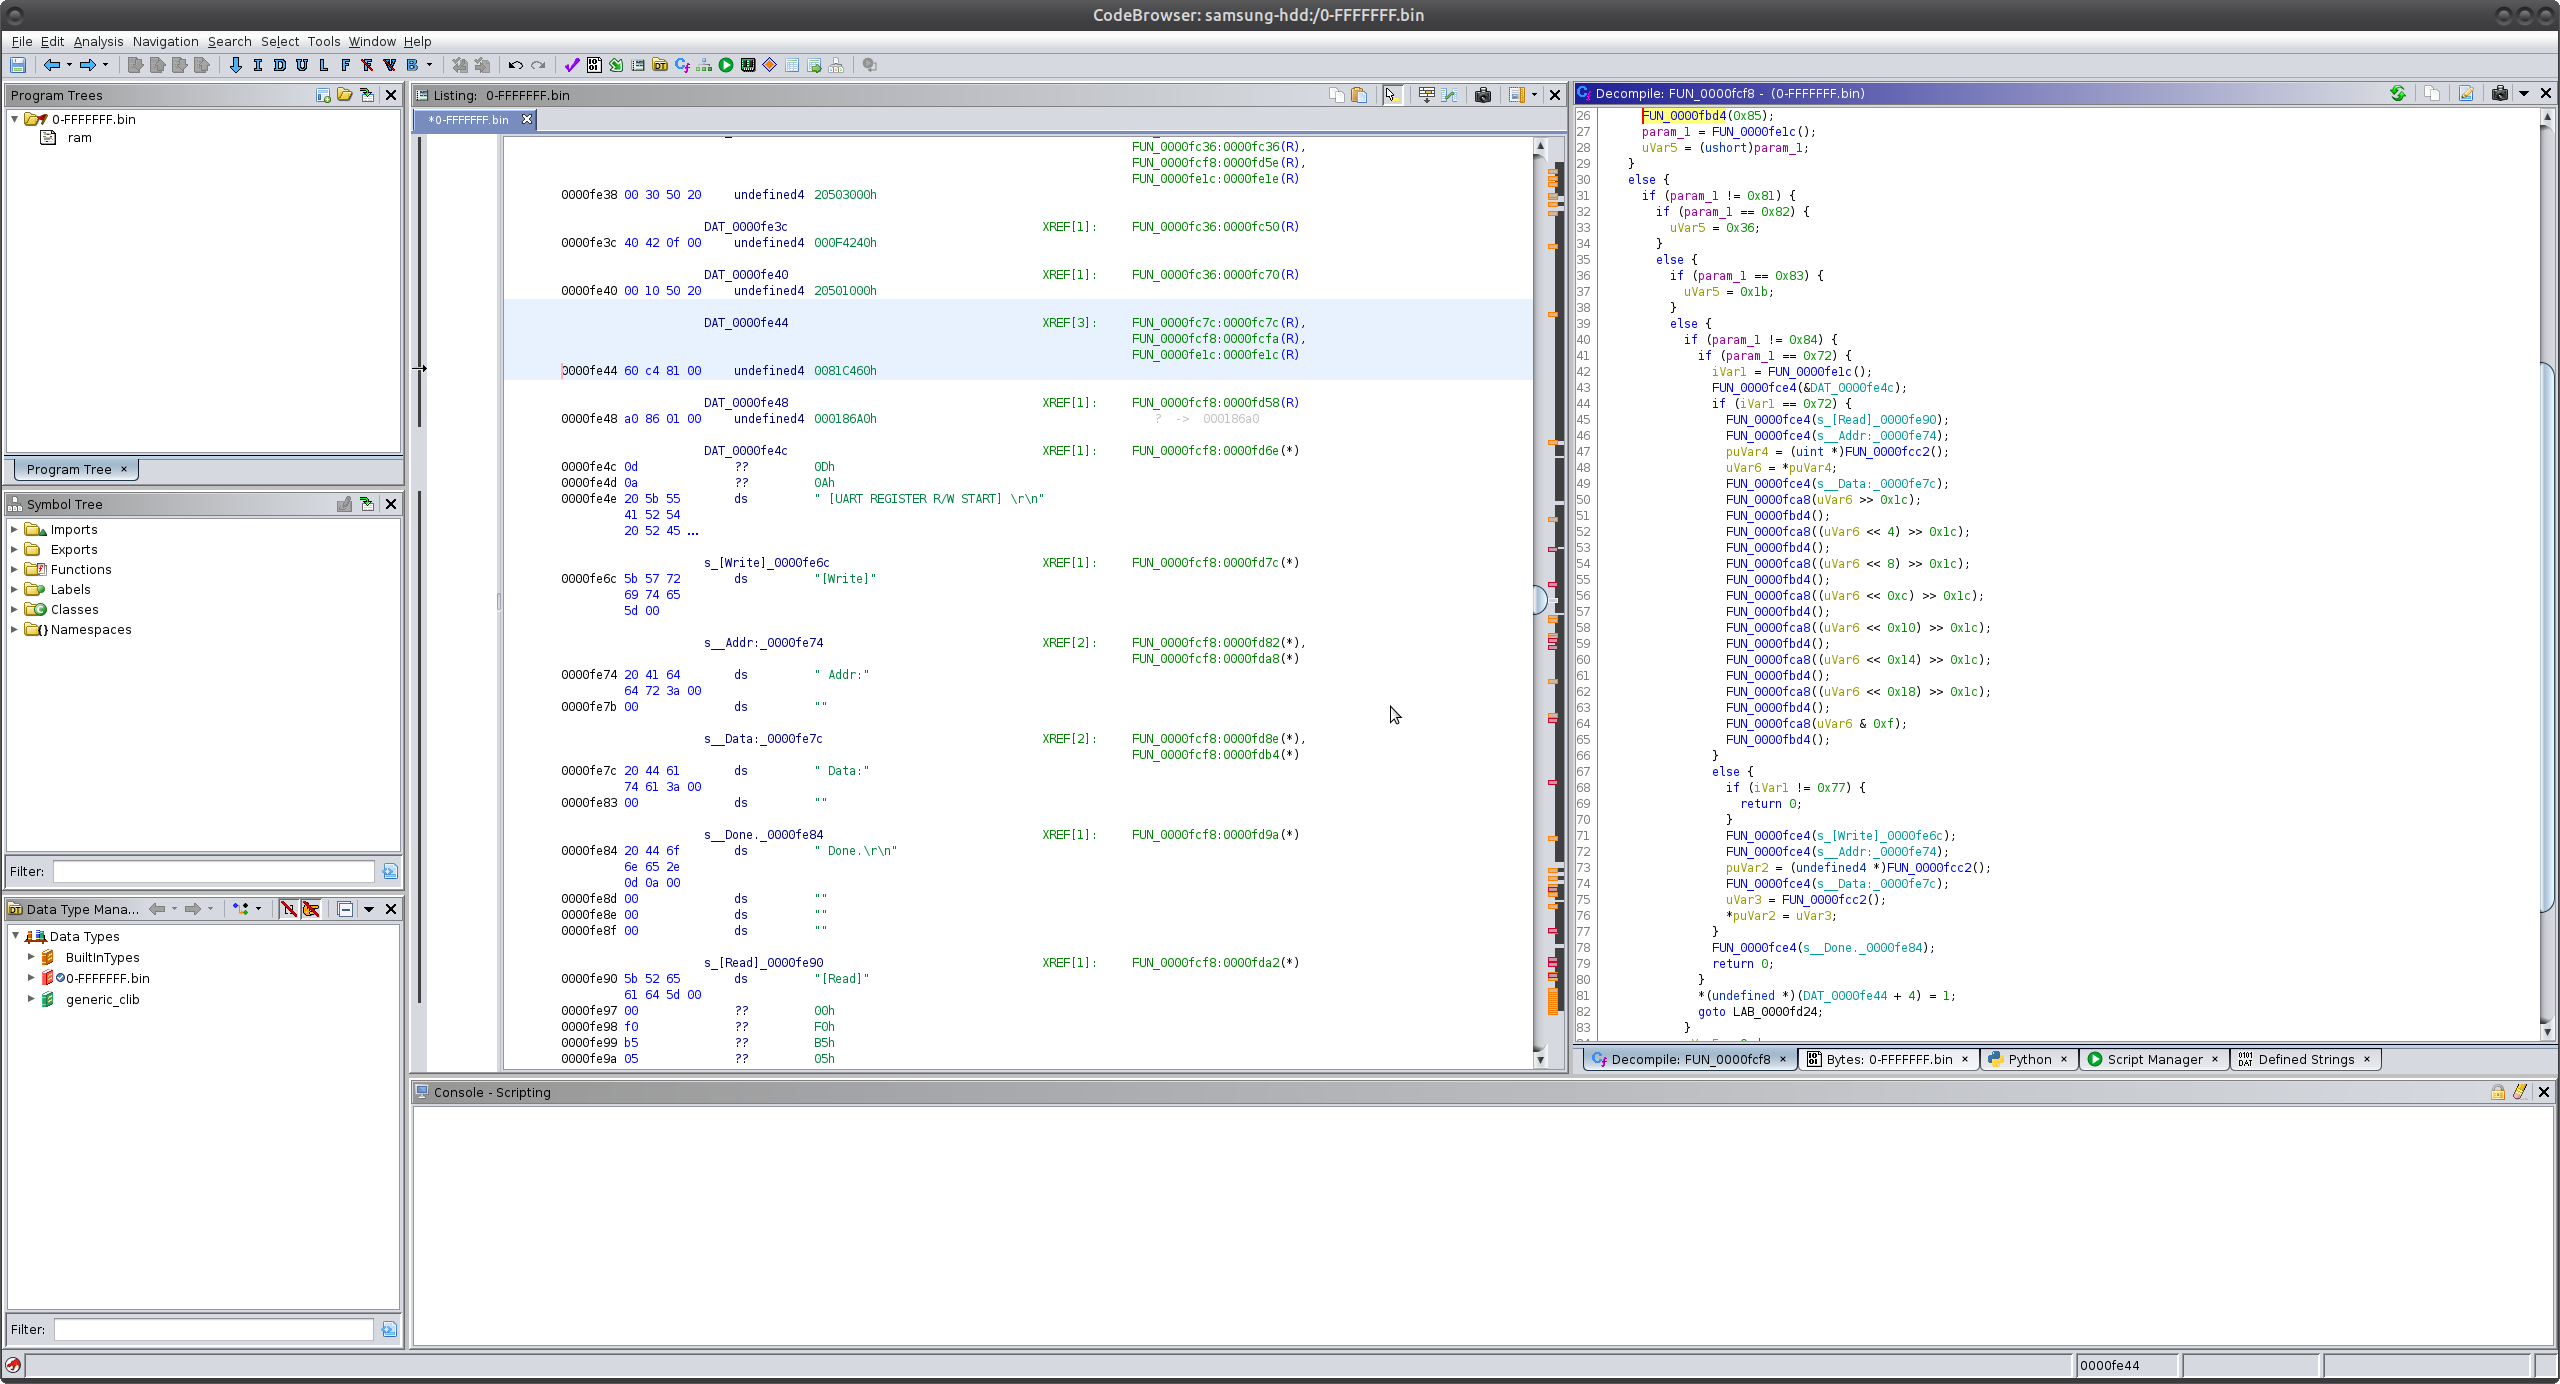 CodeBrowser: samsung-hdd:/0-FFFFFFF.bin
File Edit Analysis Navigation Search Select Tools Window Help
I D U L F B
Program Trees
0-FFFFFFF.bin
ram
Program Tree ×
Symbol Tree
Imports
Exports
Functions
Labels
Classes
Namespaces
Filter:
Data Type Mana...
Data Types
BuiltInTypes
0-FFFFFFF.bin
generic_clib
Filter:
Listing: 0-FFFFFFF.bin
*0-FFFFFFF.bin
FUN_0000fc36:0000fc36(R),
FUN_0000fcf8:0000fd5e(R),
FUN_0000fe1c:0000fe1e(R)
0000fe38 00 30 50 20 undefined4 20503000h
DAT_0000fe3c XREF[1]: FUN_0000fc36:0000fc50(R)
0000fe3c 40 42 0f 00 undefined4 000F4240h
DAT_0000fe40 XREF[1]: FUN_0000fc36:0000fc70(R)
0000fe40 00 10 50 20 undefined4 20501000h
DAT_0000fe44 XREF[3]: FUN_0000fc7c:0000fc7c(R),
FUN_0000fcf8:0000fcfa(R),
FUN_0000fe1c:0000fe1c(R)
0000fe44 60 c4 81 00 undefined4 0081C460h
DAT_0000fe48 XREF[1]: FUN_0000fcf8:0000fd58(R)
0000fe48 a0 86 01 00 undefined4 000186A0h ? -> 000186a0
DAT_0000fe4c XREF[1]: FUN_0000fcf8:0000fd6e(*)
0000fe4c 0d ?? 0Dh
0000fe4d 0a ?? 0Ah
0000fe4e 20 5b 55 ds " [UART REGISTER R/W START] \r\n"
41 52 54
20 52 45 ...
s_[Write]_0000fe6c XREF[1]: FUN_0000fcf8:0000fd7c(*)
0000fe6c 5b 57 72 ds "[Write]"
69 74 65
5d 00
s__Addr:_0000fe74 XREF[2]: FUN_0000fcf8:0000fd82(*),
FUN_0000fcf8:0000fda8(*)
0000fe74 20 41 64 ds " Addr:"
64 72 3a 00
0000fe7b 00 ds ""
s__Data:_0000fe7c XREF[2]: FUN_0000fcf8:0000fd8e(*),
FUN_0000fcf8:0000fdb4(*)
0000fe7c 20 44 61 ds " Data:"
74 61 3a 00
0000fe83 00 ds ""
s__Done._0000fe84 XREF[1]: FUN_0000fcf8:0000fd9a(*)
0000fe84 20 44 6f ds " Done.\r\n"
6e 65 2e
0d 0a 00
0000fe8d 00 ds ""
0000fe8e 00 ds ""
0000fe8f 00 ds ""
s_[Read]_0000fe90 XREF[1]: FUN_0000fcf8:0000fda2(*)
0000fe90 5b 52 65 ds "[Read]"
61 64 5d 00
0000fe97 00 ?? 00h
0000fe98 f0 ?? F0h
0000fe99 b5 ?? B5h
0000fe9a 05 ?? 05h
Decompile: FUN_0000fcf8 - (0-FFFFFFF.bin)
26 FUN_0000fbd4(0x85);
27 param_1 = FUN_0000fe1c();
28 uVar5 = (ushort)param_1;
29 }
30 else {
31 if (param_1 != 0x81) {
32 if (param_1 == 0x82) {
33 uVar5 = 0x36;
34 }
35 else {
36 if (param_1 == 0x83) {
37 uVar5 = 0x1b;
38 }
39 else {
40 if (param_1 != 0x84) {
41 if (param_1 == 0x72) {
42 iVar1 = FUN_0000fe1c();
43 FUN_0000fce4(&DAT_0000fe4c);
44 if (iVar1 == 0x72) {
45 FUN_0000fce4(s_[Read]_0000fe90);
46 FUN_0000fce4(s__Addr:_0000fe74);
47 puVar4 = (uint *)FUN_0000fcc2();
48 uVar6 = *puVar4;
49 FUN_0000fce4(s__Data:_0000fe7c);
50 FUN_0000fca8(uVar6 >> 0x1c);
51 FUN_0000fbd4();
52 FUN_0000fca8((uVar6 << 4) >> 0x1c);
53 FUN_0000fbd4();
54 FUN_0000fca8((uVar6 << 8) >> 0x1c);
55 FUN_0000fbd4();
56 FUN_0000fca8((uVar6 << 0xc) >> 0x1c);
57 FUN_0000fbd4();
58 FUN_0000fca8((uVar6 << 0x10) >> 0x1c);
59 FUN_0000fbd4();
60 FUN_0000fca8((uVar6 << 0x14) >> 0x1c);
61 FUN_0000fbd4();
62 FUN_0000fca8((uVar6 << 0x18) >> 0x1c);
63 FUN_0000fbd4();
64 FUN_0000fca8(uVar6 & 0xf);
65 FUN_0000fbd4();
66 }
67 else {
68 if (iVar1 != 0x77) {
69 return 0;
70 }
71 FUN_0000fce4(s_[Write]_0000fe6c);
72 FUN_0000fce4(s__Addr:_0000fe74);
73 puVar2 = (undefined4 *)FUN_0000fcc2();
74 FUN_0000fce4(s__Data:_0000fe7c);
75 uVar3 = FUN_0000fcc2();
76 *puVar2 = uVar3;
77 }
78 FUN_0000fce4(s__Done._0000fe84);
79 return 0;
80 }
81 *(undefined *)(DAT_0000fe44 + 4) = 1;
82 goto LAB_0000fd24;
83 }
Decompile: FUN_0000fcf8 × Bytes: 0-FFFFFFF.bin × Python × Script Manager × Defined Strings ×
Console - Scripting
0000fe44